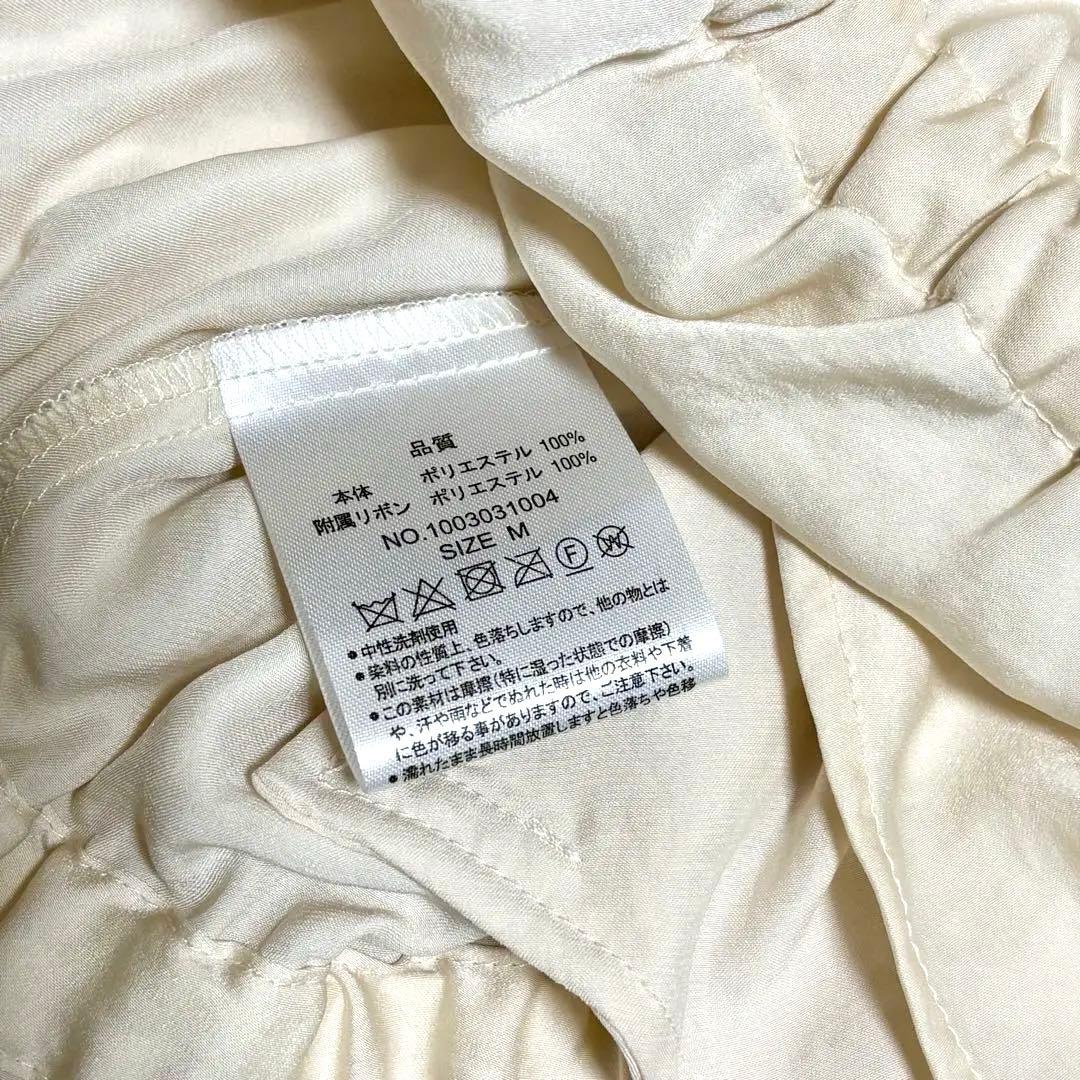 品質
本体 ポリエステル 100%
附属リボン ポリエステル 100%
NO.1003031004
SIZE M
F W
● 中性洗剤使用
● 染料の性質上、色落ちしますので、他の物とは
別に洗って下さい。
● この素材は摩擦(特に湿った状態での摩擦)
や、汗や雨などでぬれた時は他の衣料や下着
に色が移る事がありますので、ご注意下さい。
● 濡れたまま長時間放置しますと色落ちや色移